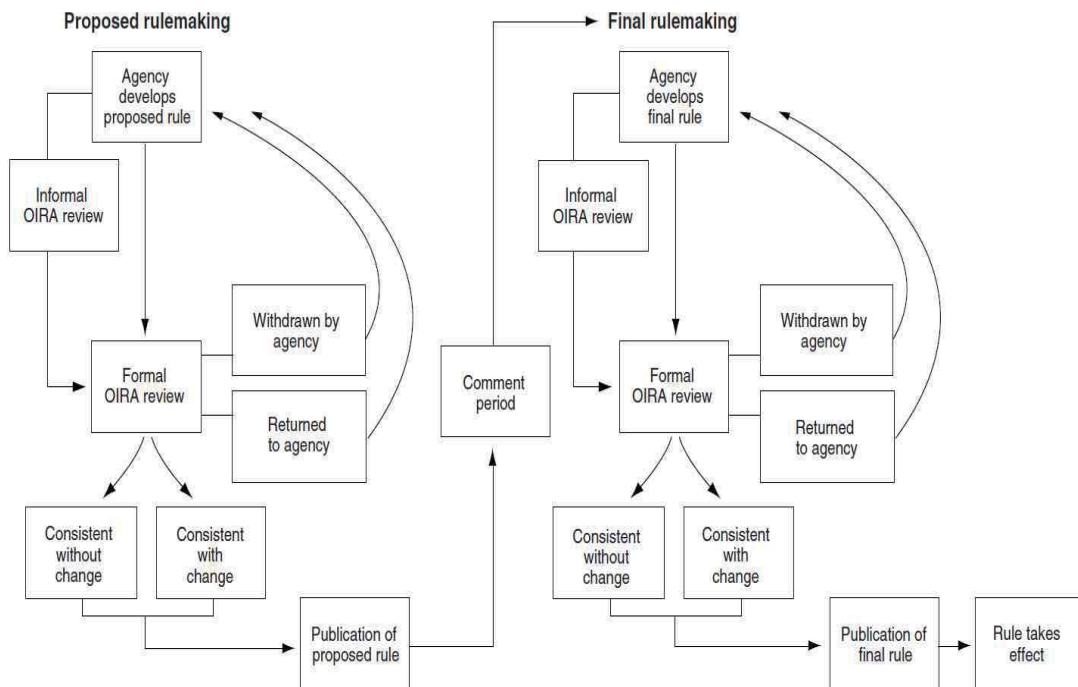 Proposed rulemaking
Agency
develops
proposed rule
Informal
OIRA review
Withdrawn by
agency
Formal
OIRA review
Returned
to agency
Consistent
without
change
Consistent
with
change
Publication of
proposed rule
Comment
period
Final rulemaking
Agency
develops
final rule
Informal
OIRA review
Withdrawn by
agency
Formal
OIRA review
Returned
to agency
Consistent
without
change
Consistent
with
change
Publication of
final rule
Rule takes
effect